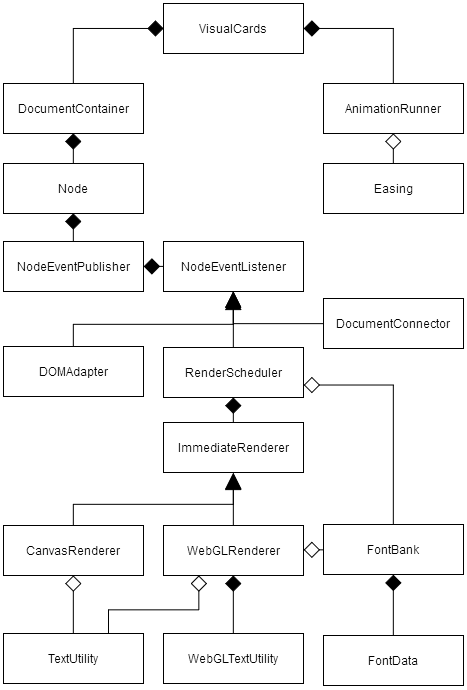 VisualCards
DocumentContainer
AnimationRunner
Node
Easing
NodeEventPublisher
NodeEventListener
DocumentConnector
DOMAdapter
RenderScheduler
ImmediateRenderer
CanvasRenderer
WebGLRenderer
FontBank
TextUtility
WebGLTextUtility
FontData